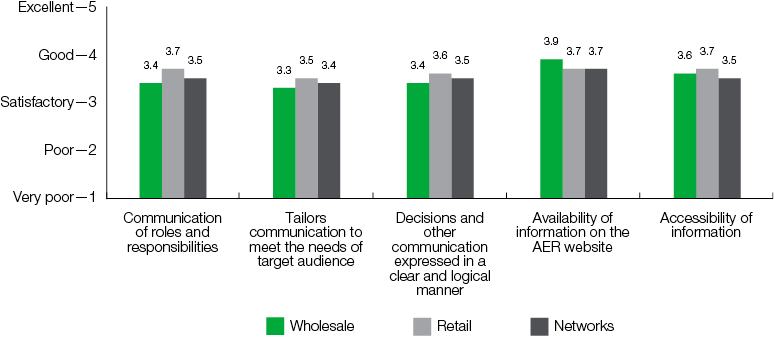 Excellent—5
Good—4
Satisfactory—3
Poor—2
Very poor—1
3.4
3.7
3.5
3.3
3.5
3.4
3.4
3.6
3.5
3.9
3.7
3.7
3.6
3.7
3.5
Communication
of roles and
responsibilities
Tailors
communication to
meet the needs of
target audience
Decisions and
other
communication
expressed in a
clear and logical
manner
Availability of
information on the
AER website
Accessibility of
information
Wholesale
Retail
Networks